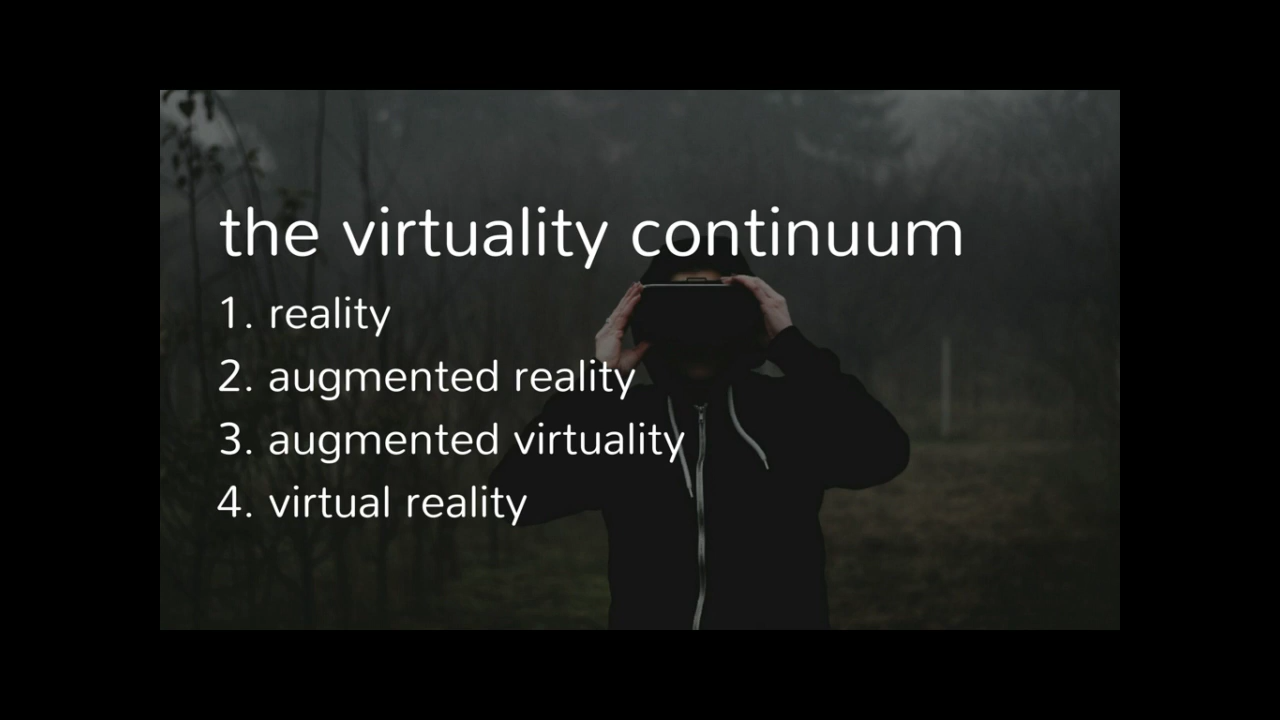 the virtuality continuum
1. reality
2. augmented reality
3. augmented virtuality
4. virtual reality